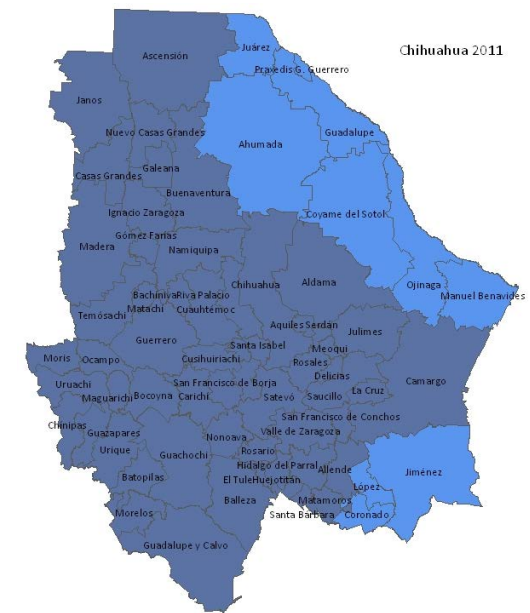 Chihuahua 2011
Ascensión
Juárez
Praxedis G. Guerrero
Janos
Nuevo Casas Grandes
Guadalupe
Ahumada
Galeana
Casas Grandes
Buenaventura
Ignacio Zaragoza
Coyame del Sotol
Gómez Farías
Madera
Namiquipa
Chihuahua
Aldama
Ojinaga
Manuel Benavides
Bachíniva
Riva Palacio
Matachí
Cuauhtémoc
Temósachi
Aquiles Serdán
Julimes
Guerrero
Santa Isabel
Meoqui
Moris
Ocampo
Cusihuiriachi
Rosales
Delicias
Camargo
Uruachi
San Francisco de Borja
Maguarichi
Bocoyna
Carichí
Satevó
Saucillo
La Cruz
San Francisco de Conchos
Chinipas
Guazapares
Nonoava
Valle de Zaragoza
Urique
Guachochi
Rosario
Hidalgo del Parral
Allende
Jiménez
Batopilas
El Tule
Huejotitán
López
Balleza
Matamoros
Morelos
Santa Bárbara
Coronado
Guadalupe y Calvo